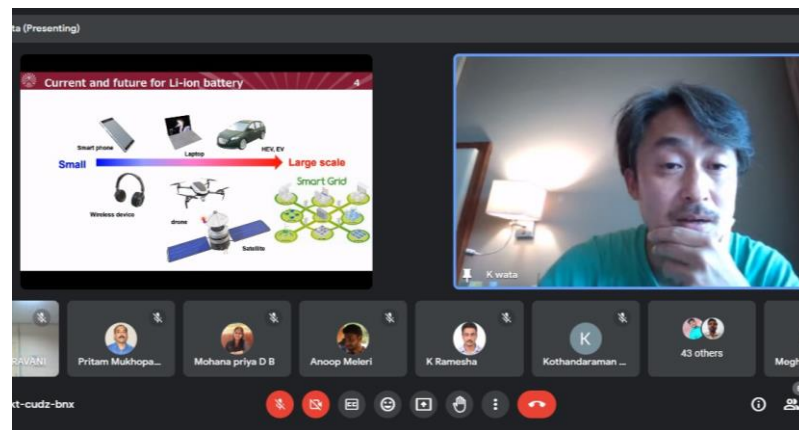 ta (Presenting)
Current and future for Li-ion battery
4
Smart phone
Laptop
HEV, EV
Small
Large scale
Smart Grid
Wireless device
drone
Satellite
K wata
RAVANI
Pritam Mukhopa...
Mohana priya D B
Anoop Meleri
K Ramesha
K
Kothandaraman ...
43 others
Megh
kt-cudz-bnx
CC